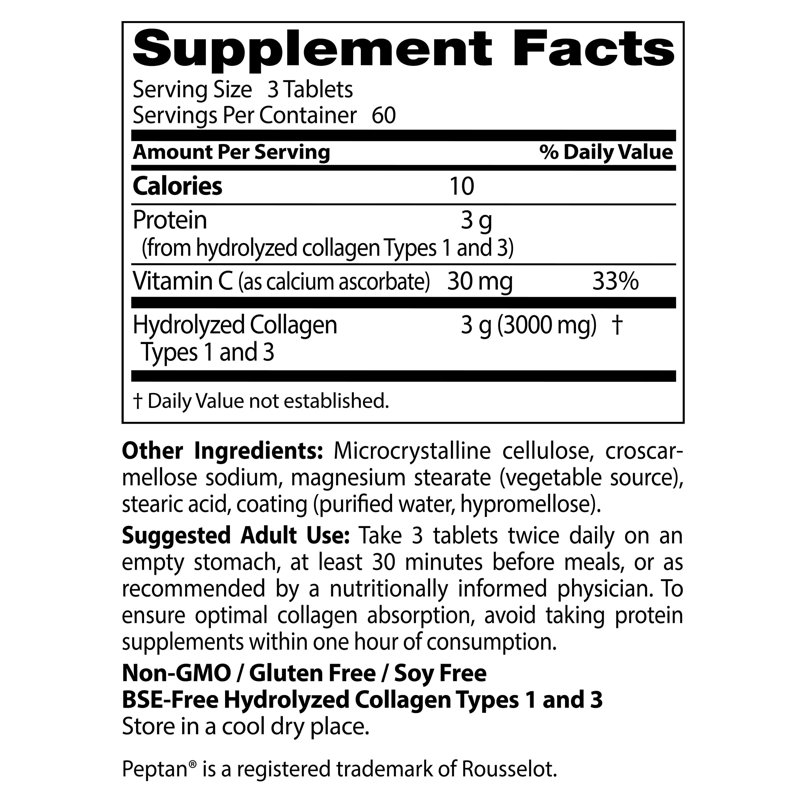 Supplement Facts
Serving Size 3 Tablets
Servings Per Container 60
Amount Per Serving % Daily Value
Calories 10
Protein 3 g
(from hydrolyzed collagen Types 1 and 3)
Vitamin C (as calcium ascorbate) 30 mg 33%
Hydrolyzed Collagen 3 g (3000 mg) †
Types 1 and 3
† Daily Value not established.
Other Ingredients: Microcrystalline cellulose, croscar-
mellose sodium, magnesium stearate (vegetable source),
stearic acid, coating (purified water, hypromellose).
Suggested Adult Use: Take 3 tablets twice daily on an
empty stomach, at least 30 minutes before meals, or as
recommended by a nutritionally informed physician. To
ensure optimal collagen absorption, avoid taking protein
supplements within one hour of consumption.
Non-GMO / Gluten Free / Soy Free
BSE-Free Hydrolyzed Collagen Types 1 and 3
Store in a cool dry place.
Peptan® is a registered trademark of Rousselot.